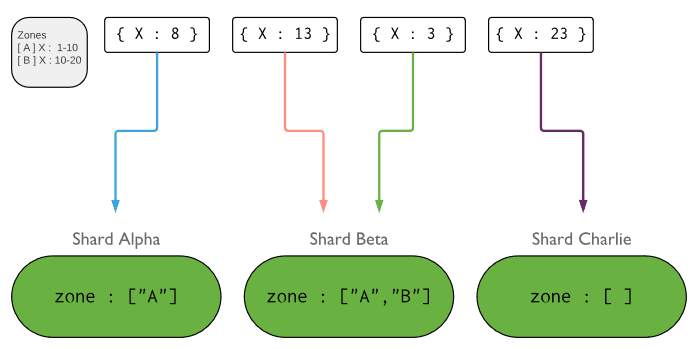 Zones
[ A ] X : 1-10
[ B ] X : 10-20
{ X : 8 }
{ X : 13 }
{ X : 3 }
{ X : 23 }
Shard Alpha
Shard Beta
Shard Charlie
zone : ["A"]
zone : ["A","B"]
zone : [ ]